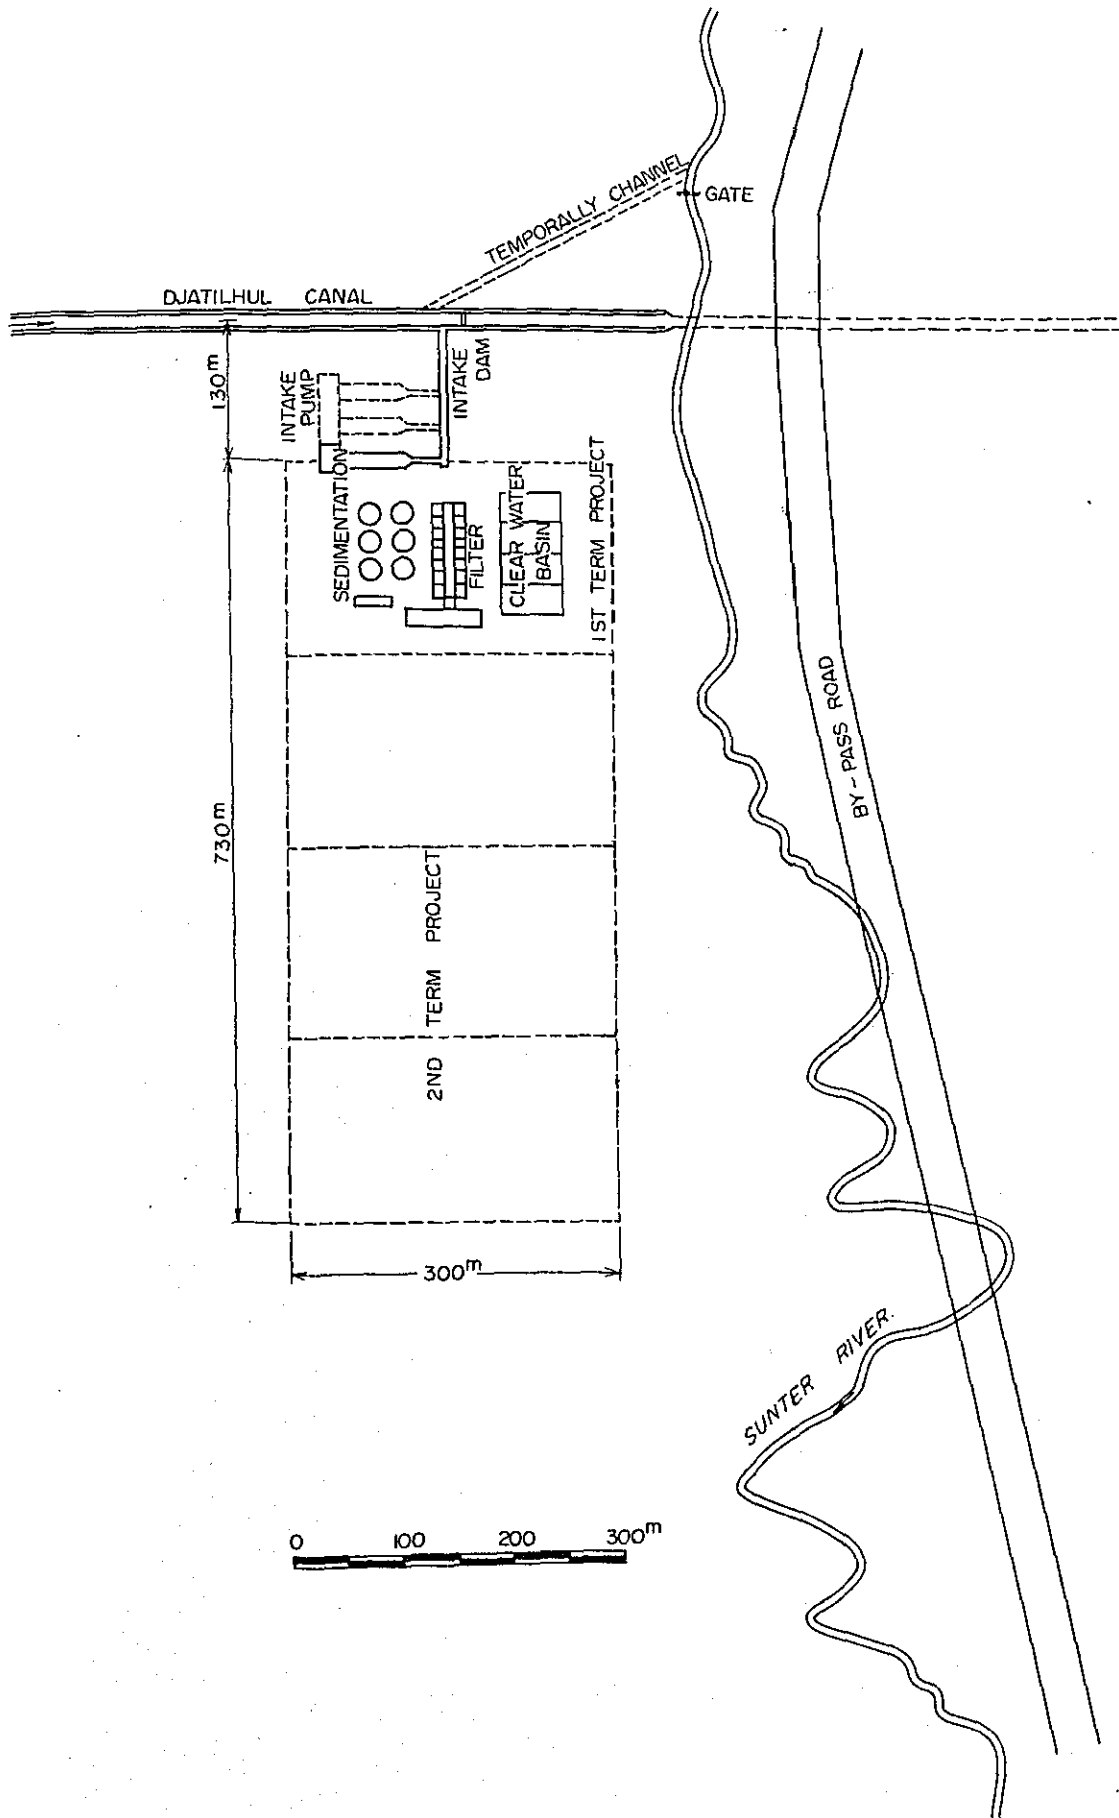 TEMPORALLY CHANNEL
GATE
DJATILHUL CANAL
130m
INTAKE
PUMP
INTAKE
DAM
SEDIMENTATION
FILTER
CLEAR WATER
BASIN
1ST TERM PROJECT
BY-PASS ROAD
730m
2ND TERM PROJECT
300m
SUNTER RIVER.
0 100 200 300m